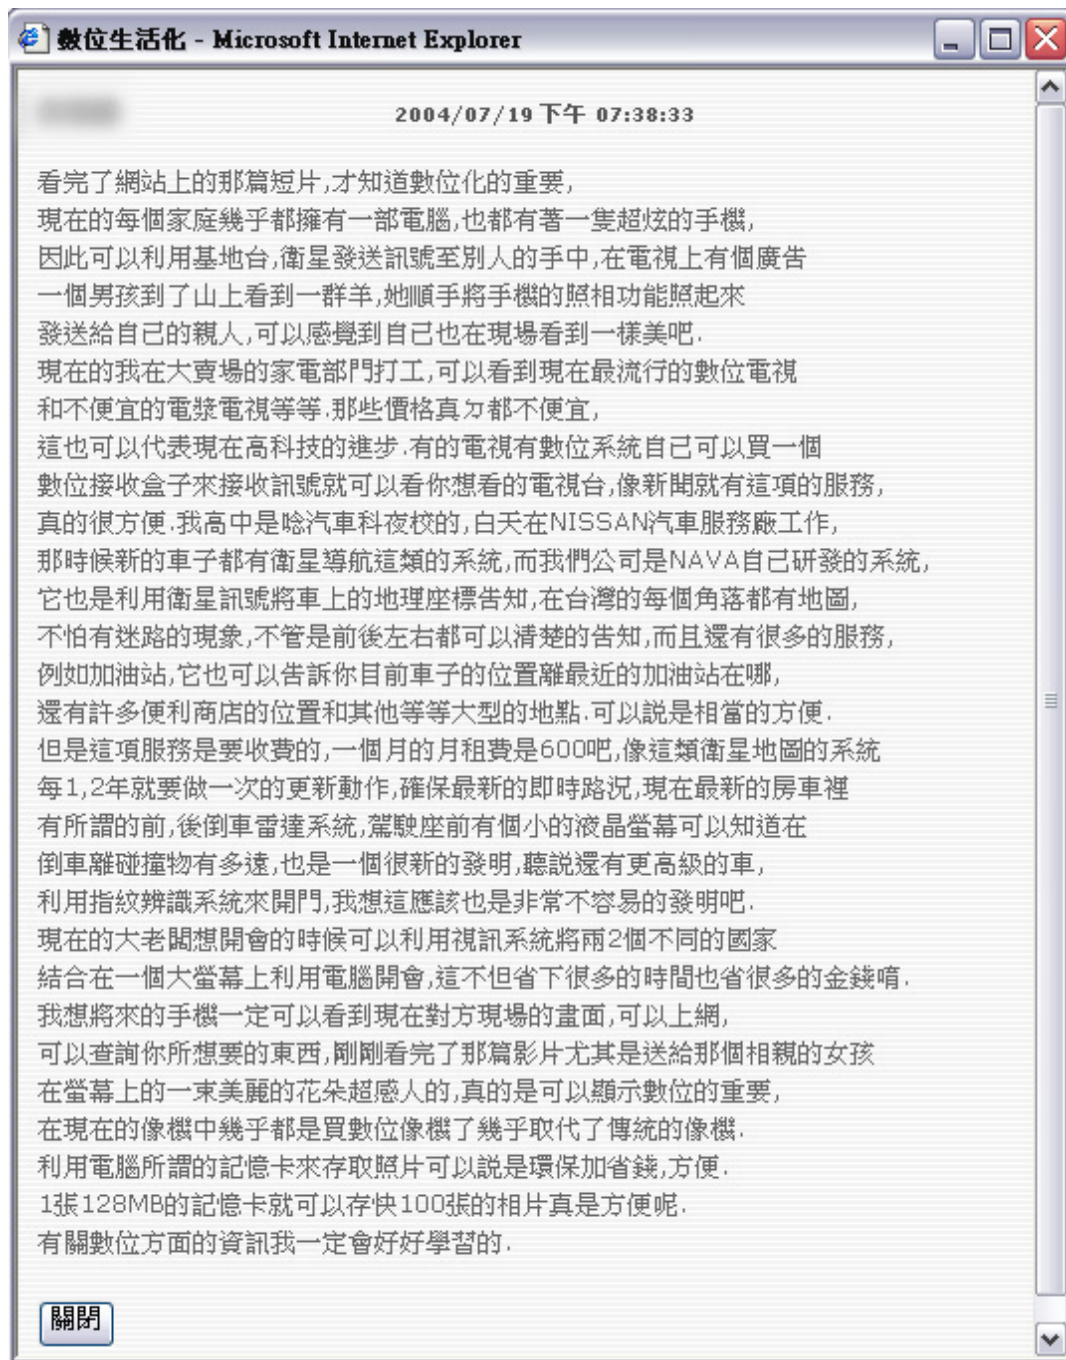 數位生活化 - Microsoft Internet Explorer
2004/07/19 下午 07:38:33
看完了網站上的那篇短片,才知道數位化的重要,
現在的每個家庭幾乎都擁有一部電腦,也都有著一隻超炫的手機,
因此可以利用基地台,衛星發送訊號至別人的手中,在電視上有個廣告
一個男孩到了山上看到一群羊,她順手將手機的照相功能照起來
發送給自己的親人,可以感覺到自己也在現場看到一樣美吧.
現在的我在大賣場的家電部門打工,可以看到現在最流行的數位電視
和不便宜的電漿電視等等.那些價格真ㄉ都不便宜,
這也可以代表現在高科技的進步.有的電視有數位系統自己可以買一個
數位接收盒子來接收訊號就可以看你想看的電視台,像新聞就有這項的服務,
真的很方便.我高中是唸汽車科夜校的,白天在NISSAN汽車服務廠工作,
那時候新的車子都有衛星導航這類的系統,而我們公司是NAVA自己研發的系統,
它也是利用衛星訊號將車上的地理座標告知,在台灣的每個角落都有地圖,
不怕有迷路的現象,不管是前後左右都可以清楚的告知,而且還有很多的服務,
例如加油站,它也可以告訴你目前車子的位置離最近的加油站在哪,
還有許多便利商店的位置和其他等等大型的地點.可以說是相當的方便.
但是這項服務是要收費的,一個月的月租費是600吧,像這類衛星地圖的系統
每1,2年就要做一次的更新動作,確保最新的即時路況,現在最新的房車裡
有所謂的前,後倒車雷達系統,駕駛座前有個小的液晶螢幕可以知道在
倒車離碰撞物有多遠,也是一個很新的發明,聽說還有更高級的車,
利用指紋辨識系統來開門,我想這應該也是非常不容易的發明吧.
現在的大老闆想開會的時候可以利用視訊系統將兩2個不同的國家
結合在一個大螢幕上利用電腦開會,這不但省下很多的時間也省很多的金錢唷.
我想將來的手機一定可以看到現在對方現場的畫面,可以上網,
可以查詢你所想要的東西,剛剛看完了那篇影片尤其是送給那個相親的女孩
在螢幕上的一束美麗的花朵超感人的,真的是可以顯示數位的重要,
在現在的像機中幾乎都是買數位像機了幾乎取代了傳統的像機.
利用電腦所謂的記憶卡來存取照片可以說是環保加省錢,方便.
1張128MB的記憶卡就可以存快100張的相片真是方便呢.
有關數位方面的資訊我一定會好好學習的.
關閉